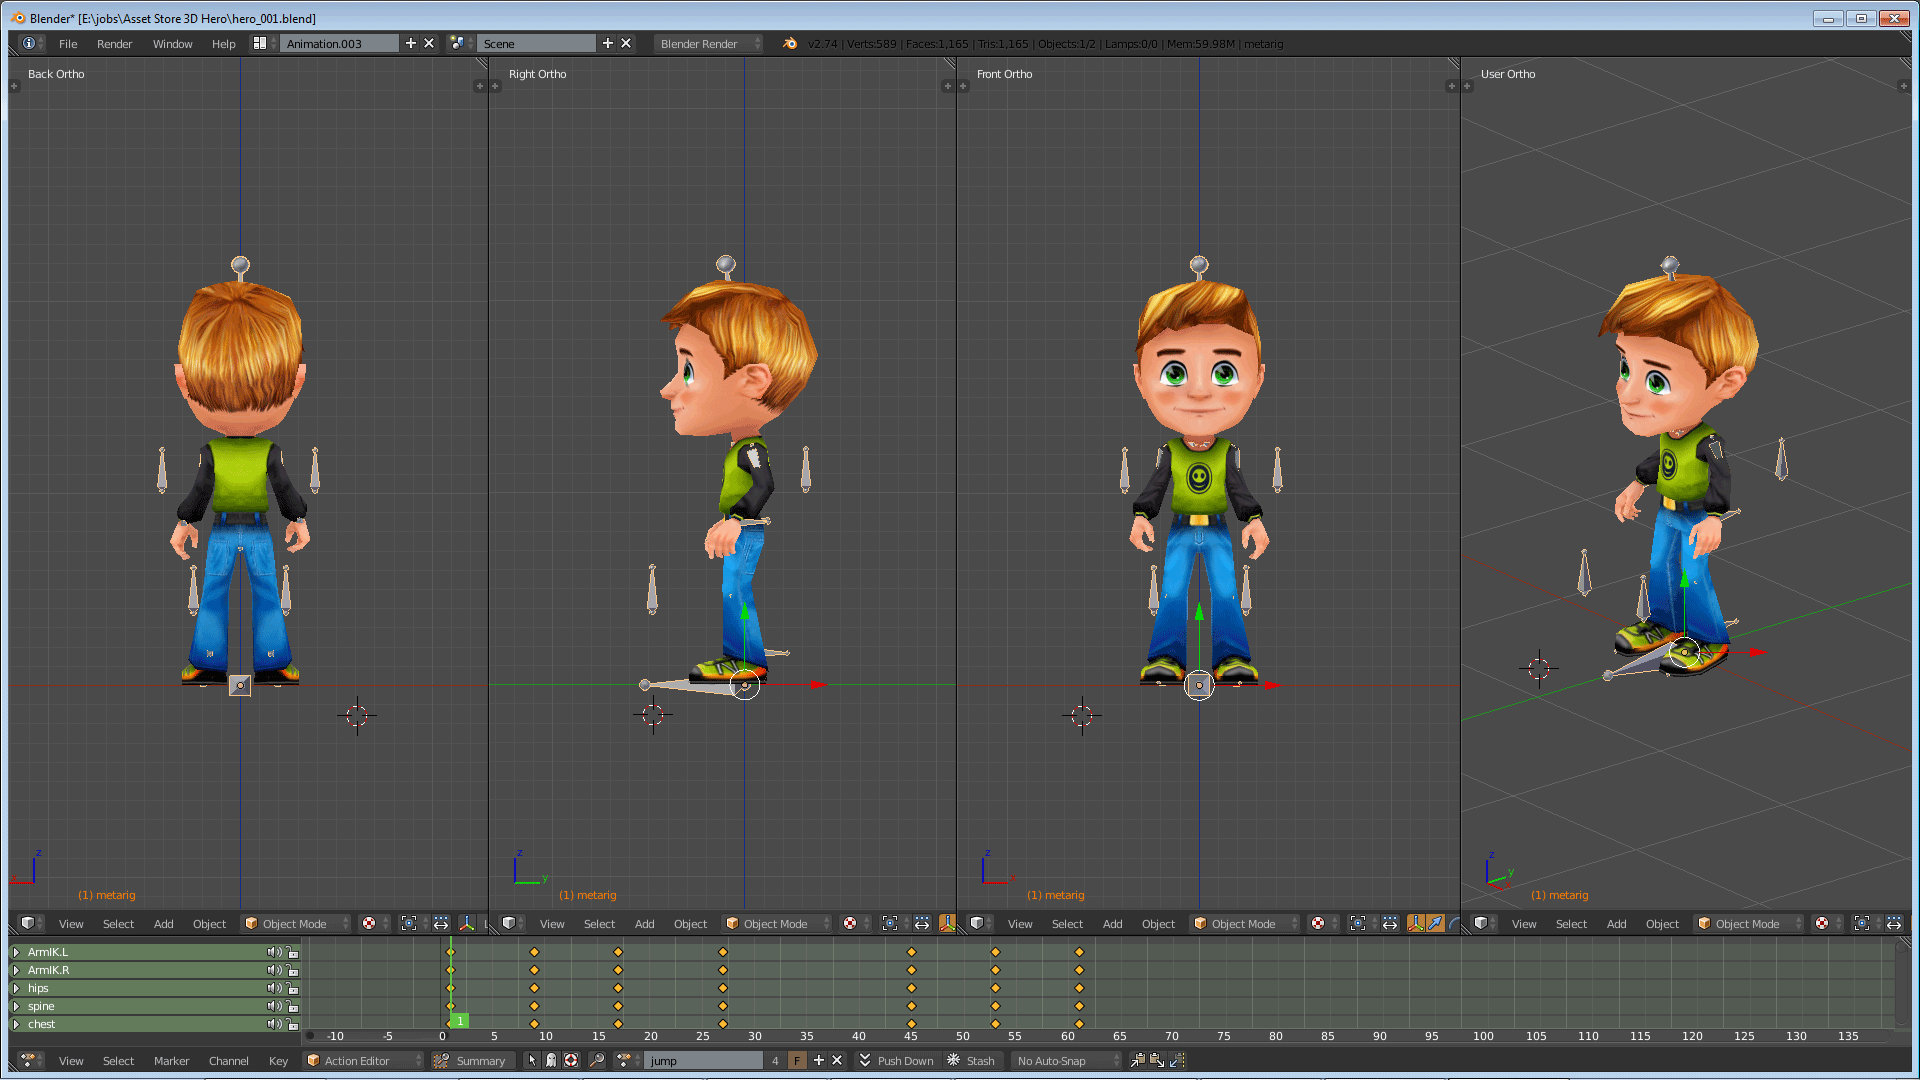 Blender* [E:\jobs\Asset Store 3D Hero\hero_001.blend]
File Render Window Help Animation.003 Scene Blender Render v2.74 | Verts:589 | Faces:1,165 | Tris:1,165 | Objects:1/2 | Lamps:0/0 | Mem:59.98M | metarig
Back Ortho Right Ortho Front Ortho User Ortho
z z y z x z y
(1) metarig (1) metarig (1) metarig (1) metarig
View Select Add Object Object Mode View Select Add Object Object Mode View Select Add Object Object Mode View Select Add Object Object Mode
ArmIK.L
ArmIK.R
hips
spine
chest
1
-10 -5 0 5 10 15 20 25 30 35 40 45 50 55 60 65 70 75 80 85 90 95 100 105 110 115 120 125 130 135
View Select Marker Channel Key Action Editor Summary jump 4 F Push Down Stash No Auto-Snap